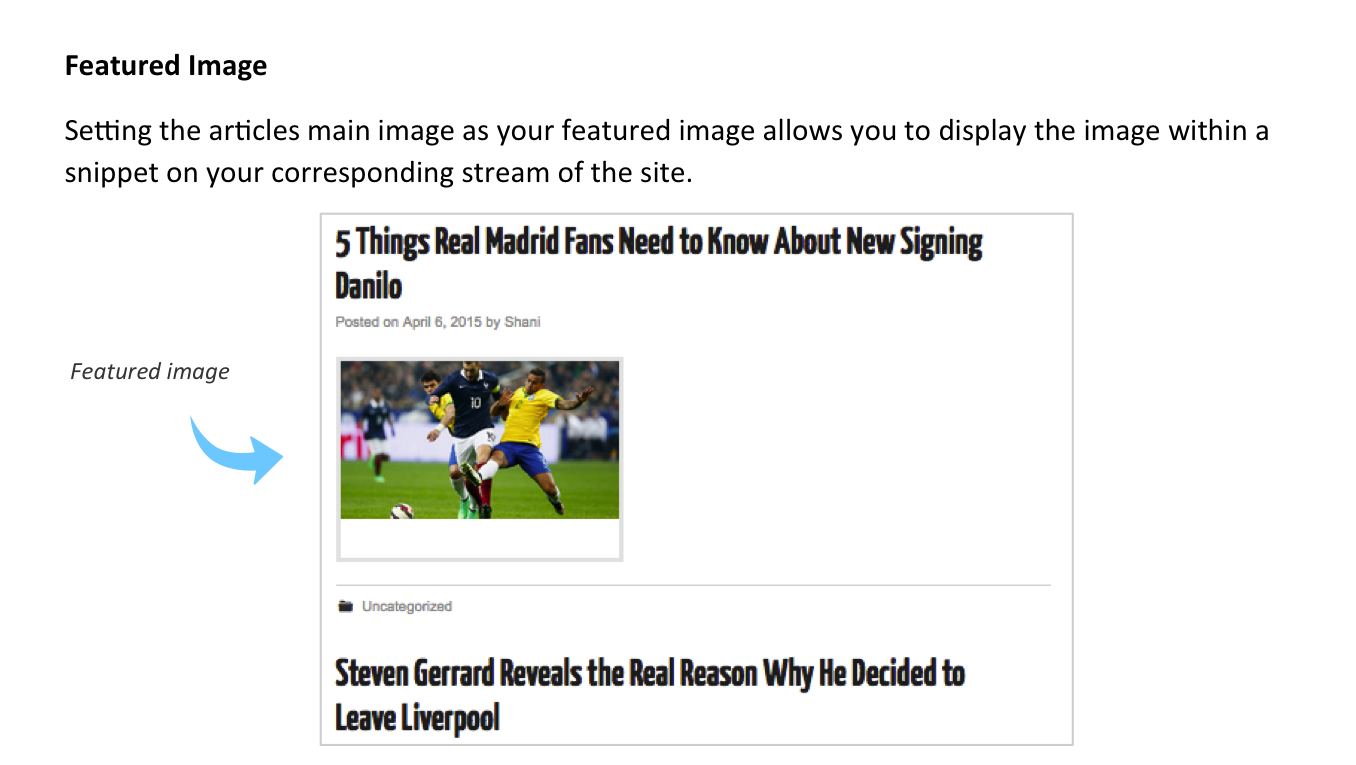 Featured Image
Setting the articles main image as your featured image allows you to display the image within a
snippet on your corresponding stream of the site.
5 Things Real Madrid Fans Need to Know About New Signing
Danilo
Posted on April 6, 2015 by Shani
Featured image
10
Uncategorized
Steven Gerrard Reveals the Real Reason Why He Decided to
Leave Liverpool